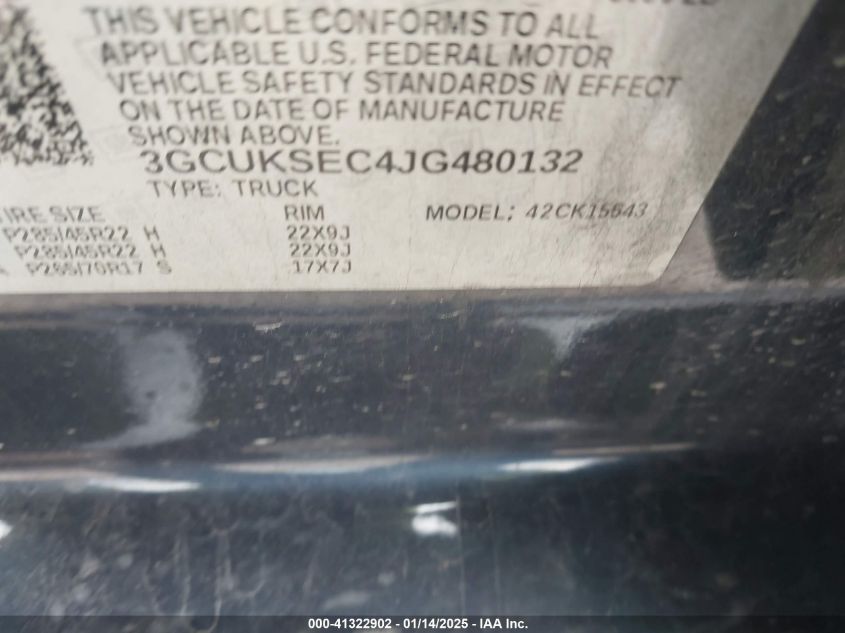 THIS VEHICLE CONFORMS TO ALL
APPLICABLE U.S. FEDERAL MOTOR
VEHICLE SAFETY STANDARDS IN EFFECT
ON THE DATE OF MANUFACTURE
SHOWN ABOVE.
3GCUKSEC4JG480132
TYPE: TRUCK
IRE SIZE RIM MODEL: 42CK15543
P285/45R22 H 22X9J
P285/45R22 H 22X9J
P265/70R17 S 17X7J
000-41322902 - 01/14/2025 - IAA Inc.